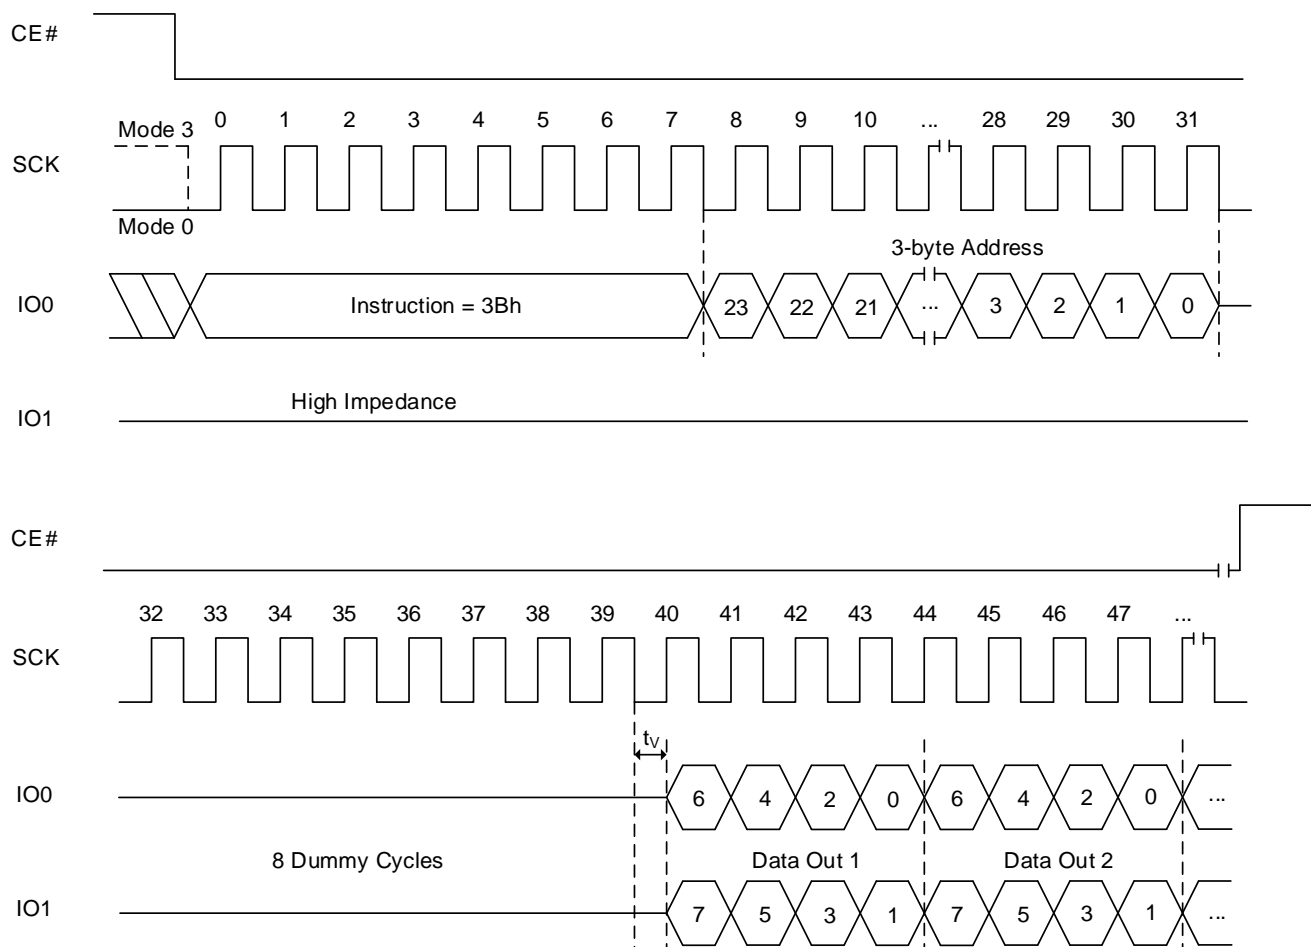 CE#
0 1 2 3 4 5 6 7 8 9 10 ... 28 29 30 31
Mode 3
SCK
Mode 0
3-byte Address
IO0 Instruction = 3Bh 23 22 21 ... 3 2 1 0
High Impedance
IO1
CE#
32 33 34 35 36 37 38 39 40 41 42 43 44 45 46 47 ...
SCK
tV
IO0 6 4 2 0 6 4 2 0 ...
8 Dummy Cycles Data Out 1 Data Out 2
IO1 7 5 3 1 7 5 3 1 ...